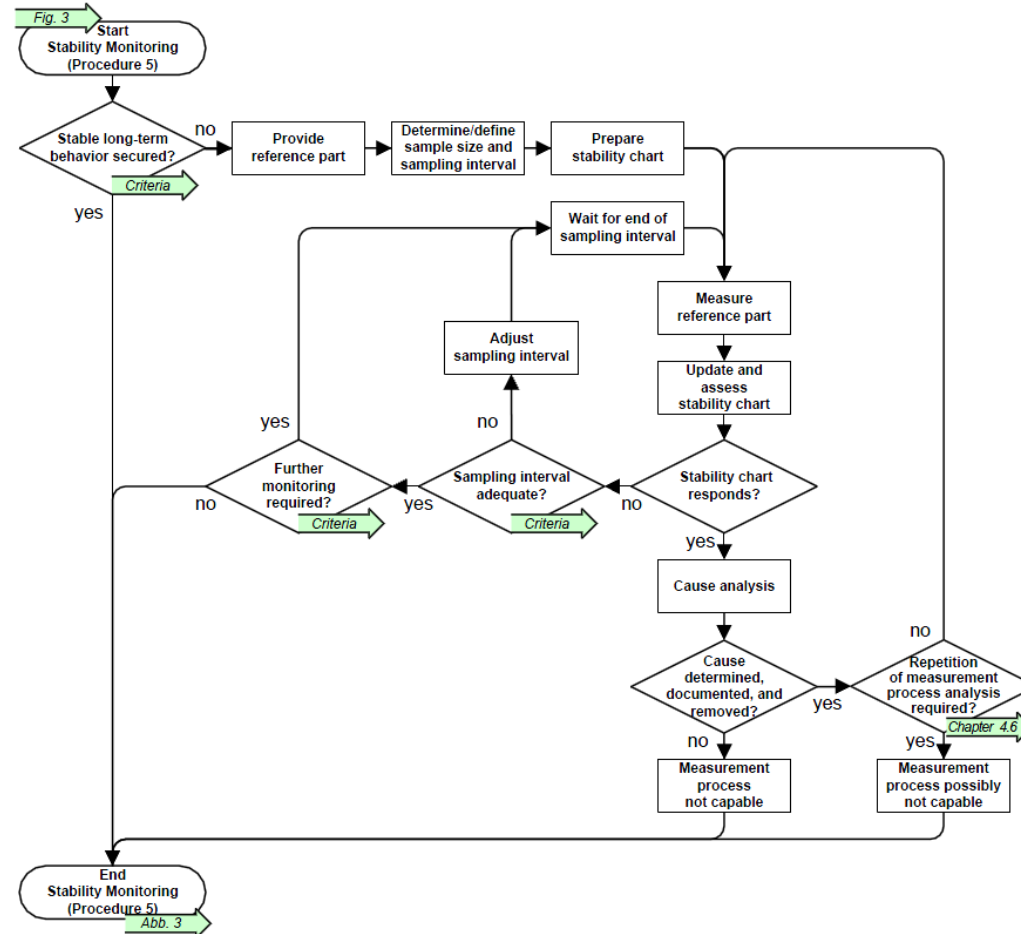 Fig. 3
Start
Stability Monitoring
(Procedure 5)
Stable long-term
behavior secured?
Criteria
no
yes
Provide
reference part
Determine/define
sample size and
sampling interval
Prepare
stability chart
Wait for end of
sampling interval
Measure
reference part
Adjust
sampling interval
Update and
assess
stability chart
yes
no
Further
monitoring
required?
Criteria
no
yes
Sampling interval
adequate?
Criteria
no
Stability chart
responds?
yes
Cause analysis
no
Cause
determined,
documented, and
removed?
yes
Repetition
of measurement
process analysis
required?
Chapter 4.6
no
yes
Measurement
process
not capable
Measurement
process possibly
not capable
End
Stability Monitoring
(Procedure 5)
Abb. 3